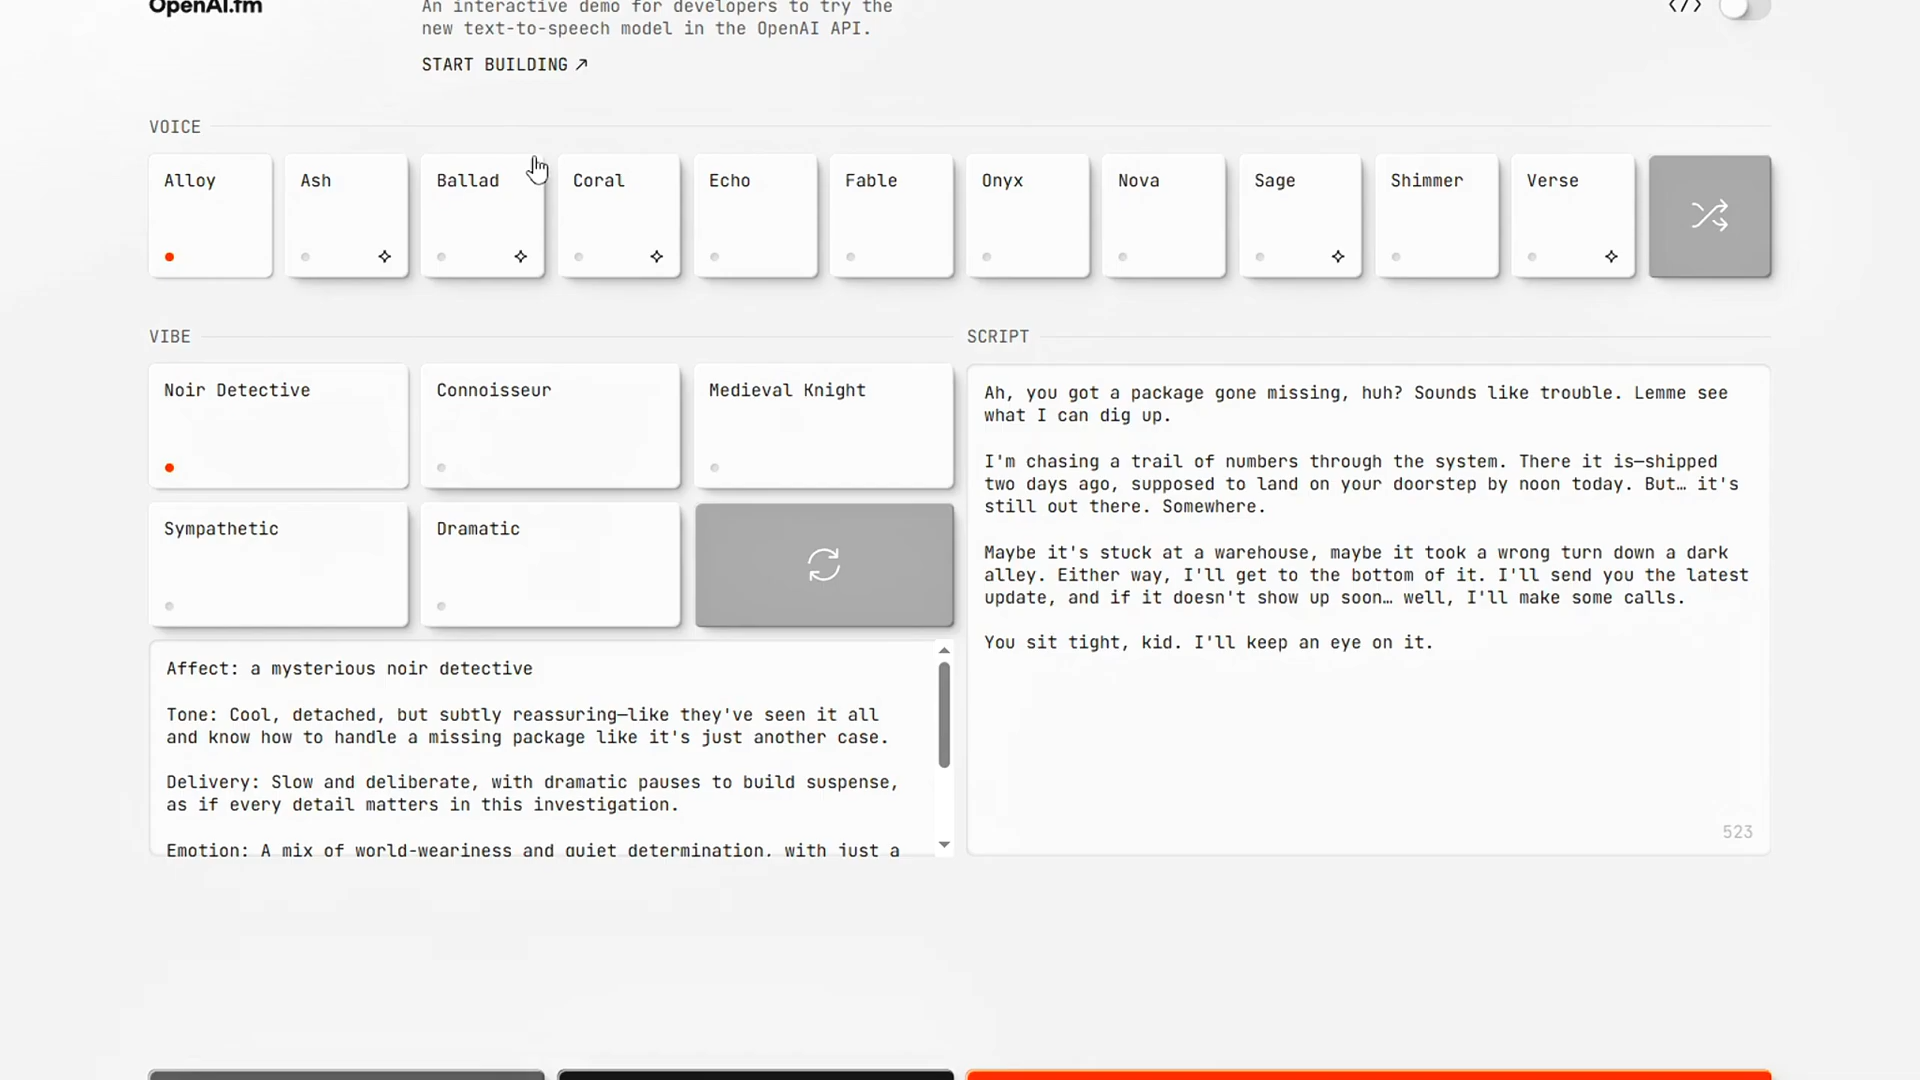 OpenAI.fm
An interactive demo for developers to try the
new text-to-speech model in the OpenAI API.
START BUILDING ↗
VOICE
Alloy
Ash
Ballad
Coral
Echo
Fable
Onyx
Nova
Sage
Shimmer
Verse
VIBE
Noir Detective
Connoisseur
Medieval Knight
Sympathetic
Dramatic
Affect: a mysterious noir detective
Tone: Cool, detached, but subtly reassuring—like they've seen it all
and know how to handle a missing package like it's just another case.
Delivery: Slow and deliberate, with dramatic pauses to build suspense,
as if every detail matters in this investigation.
Emotion: A mix of world-weariness and quiet determination, with just a
SCRIPT
Ah, you got a package gone missing, huh? Sounds like trouble. Lemme see
what I can dig up.
I'm chasing a trail of numbers through the system. There it is—shipped
two days ago, supposed to land on your doorstep by noon today. But… it's
still out there. Somewhere.
Maybe it's stuck at a warehouse, maybe it took a wrong turn down a dark
alley. Either way, I'll get to the bottom of it. I'll send you the latest
update, and if it doesn't show up soon… well, I'll make some calls.
You sit tight, kid. I'll keep an eye on it.
523